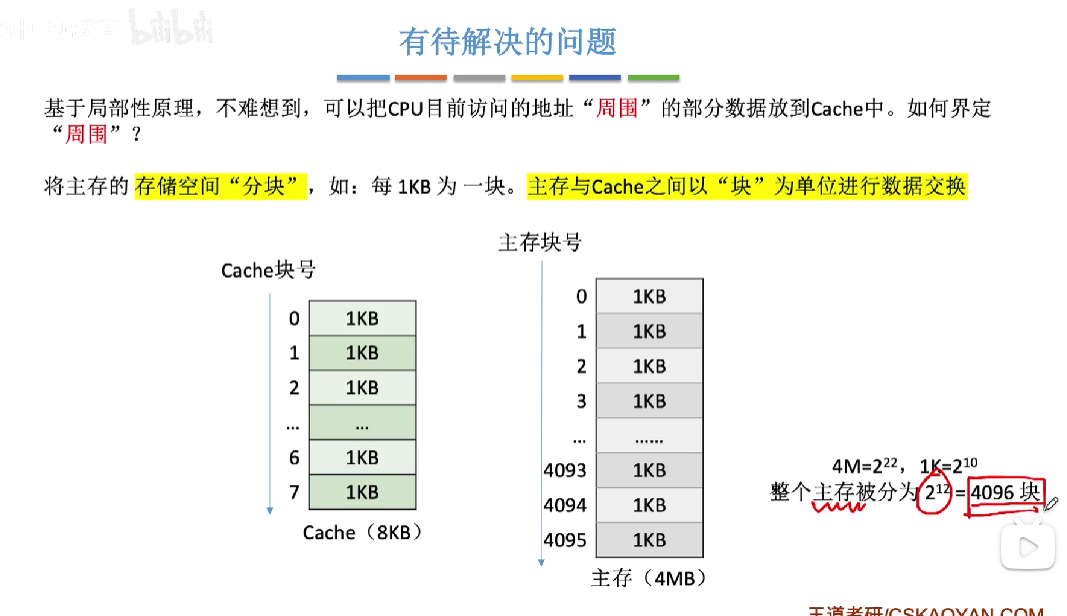 bilibili
有待解决的问题
基于局部性原理，不难想到，可以把CPU目前访问的地址“周围”的部分数据放到Cache中。如何界定
“周围”？
将主存的 存储空间“分块”，如：每 1KB 为 一块。主存与Cache之间以“块”为单位进行数据交换
Cache块号
0 1KB
1 1KB
2 1KB
... ...
6 1KB
7 1KB
Cache（8KB）
主存块号
0 1KB
1 1KB
2 1KB
3 1KB
... ......
4093 1KB
4094 1KB
4095 1KB
主存（4MB）
4M=2²²，1K=2¹⁰
整个主存被分为 2¹² = 4096 块
王道考研/CSKAOYAN.COM